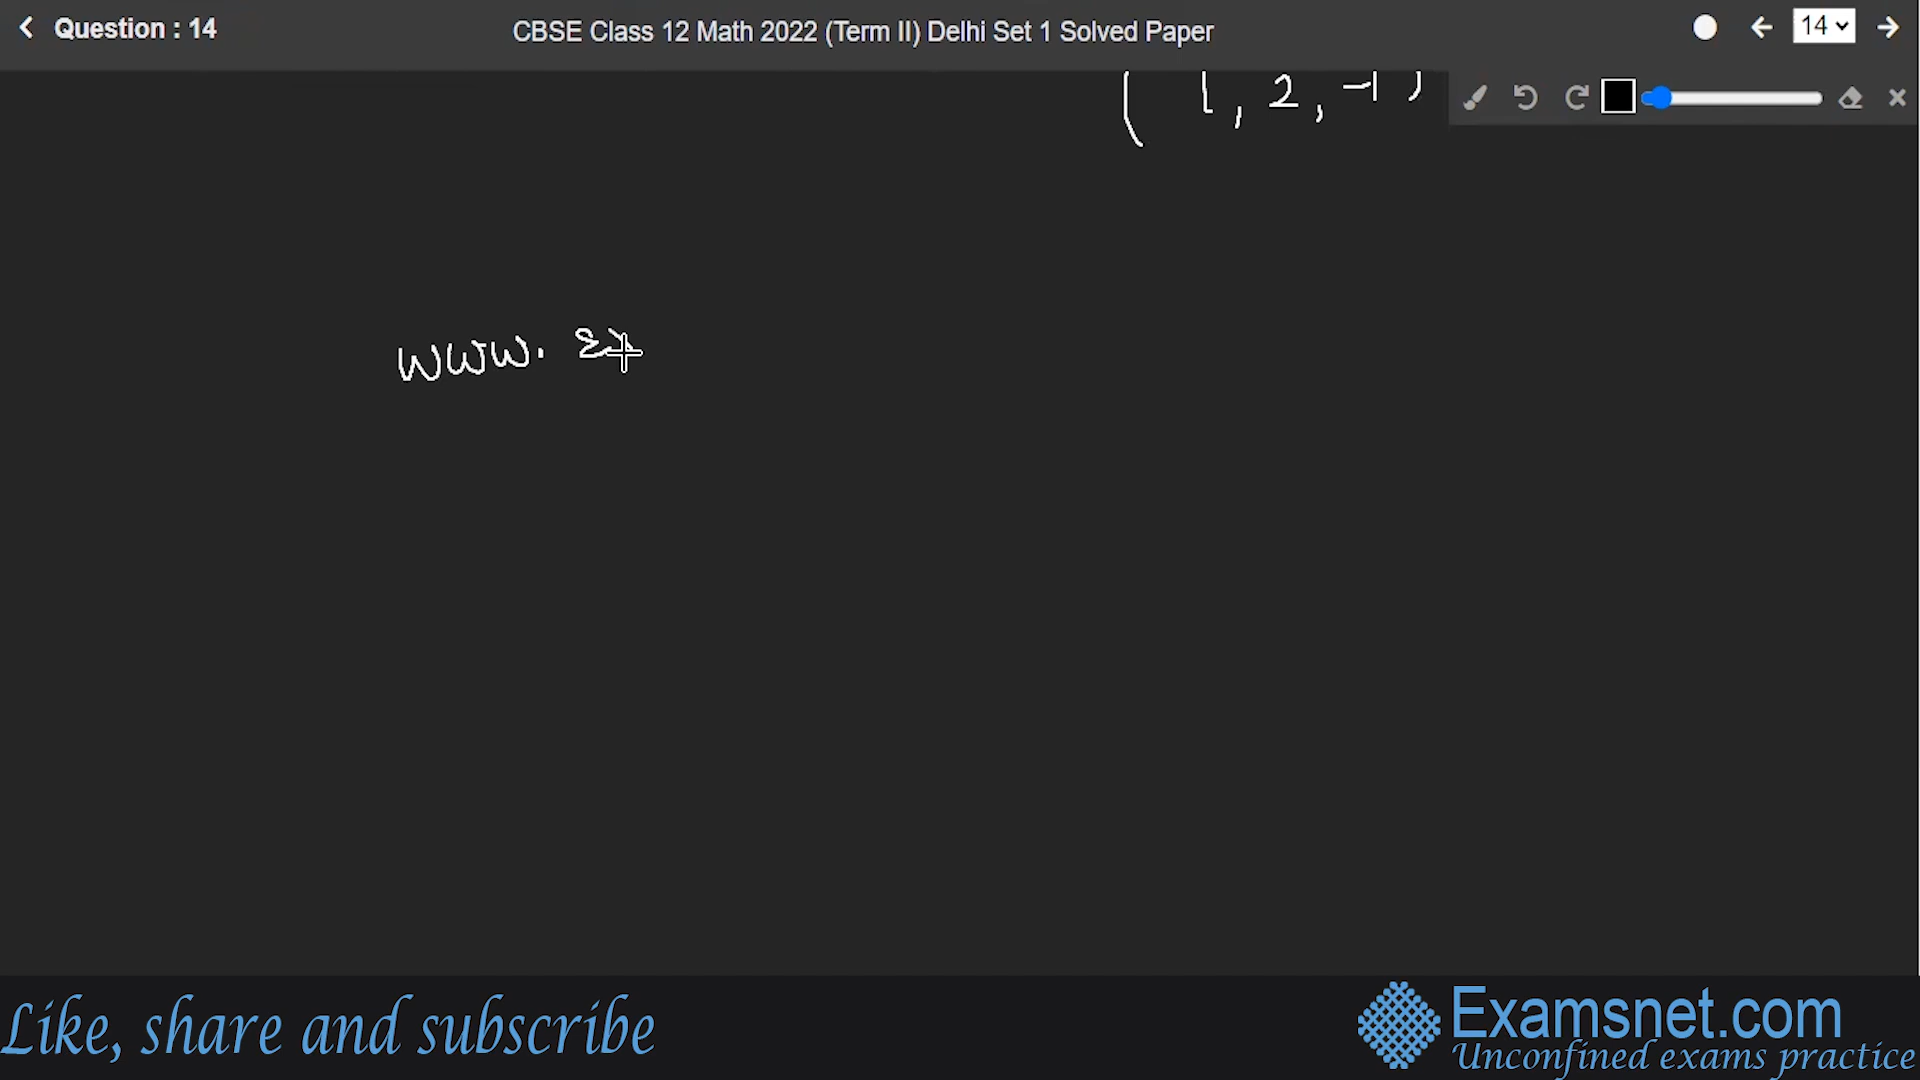 Question : 14
CBSE Class 12 Math 2022 (Term II) Delhi Set 1 Solved Paper
14
( 1, 2, -1 )
www. Ex
Like, share and subscribe
Examsnet.com
Unconfined exams practice